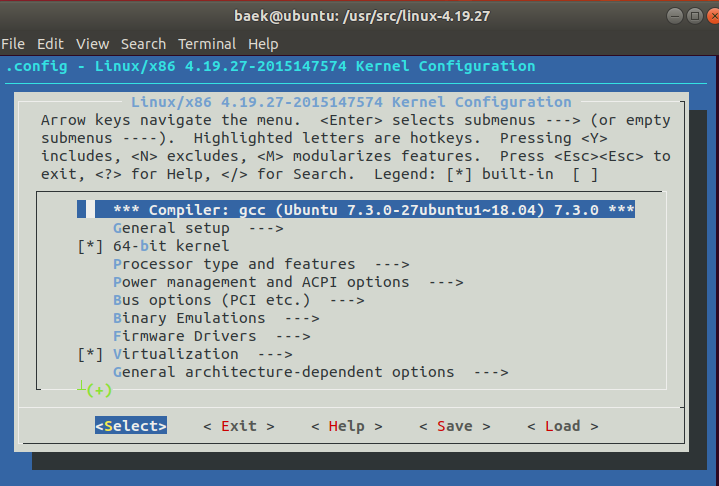 baek@ubuntu: /usr/src/linux-4.19.27
File Edit View Search Terminal Help
.config - Linux/x86 4.19.27-2015147574 Kernel Configuration
Linux/x86 4.19.27-2015147574 Kernel Configuration
Arrow keys navigate the menu.  <Enter> selects submenus ---> (or empty
submenus ----).  Highlighted letters are hotkeys.  Pressing <Y>
includes, <N> excludes, <M> modularizes features.  Press <Esc><Esc> to
exit, <?> for Help, </> for Search.  Legend: [*] built-in  [ ]
*** Compiler: gcc (Ubuntu 7.3.0-27ubuntu1~18.04) 7.3.0 ***
General setup  --->
[*] 64-bit kernel
Processor type and features  --->
Power management and ACPI options  --->
Bus options (PCI etc.)  --->
Binary Emulations  --->
Firmware Drivers  --->
[*] Virtualization  --->
General architecture-dependent options  --->
(+)
<Select>    < Exit >    < Help >    < Save >    < Load >